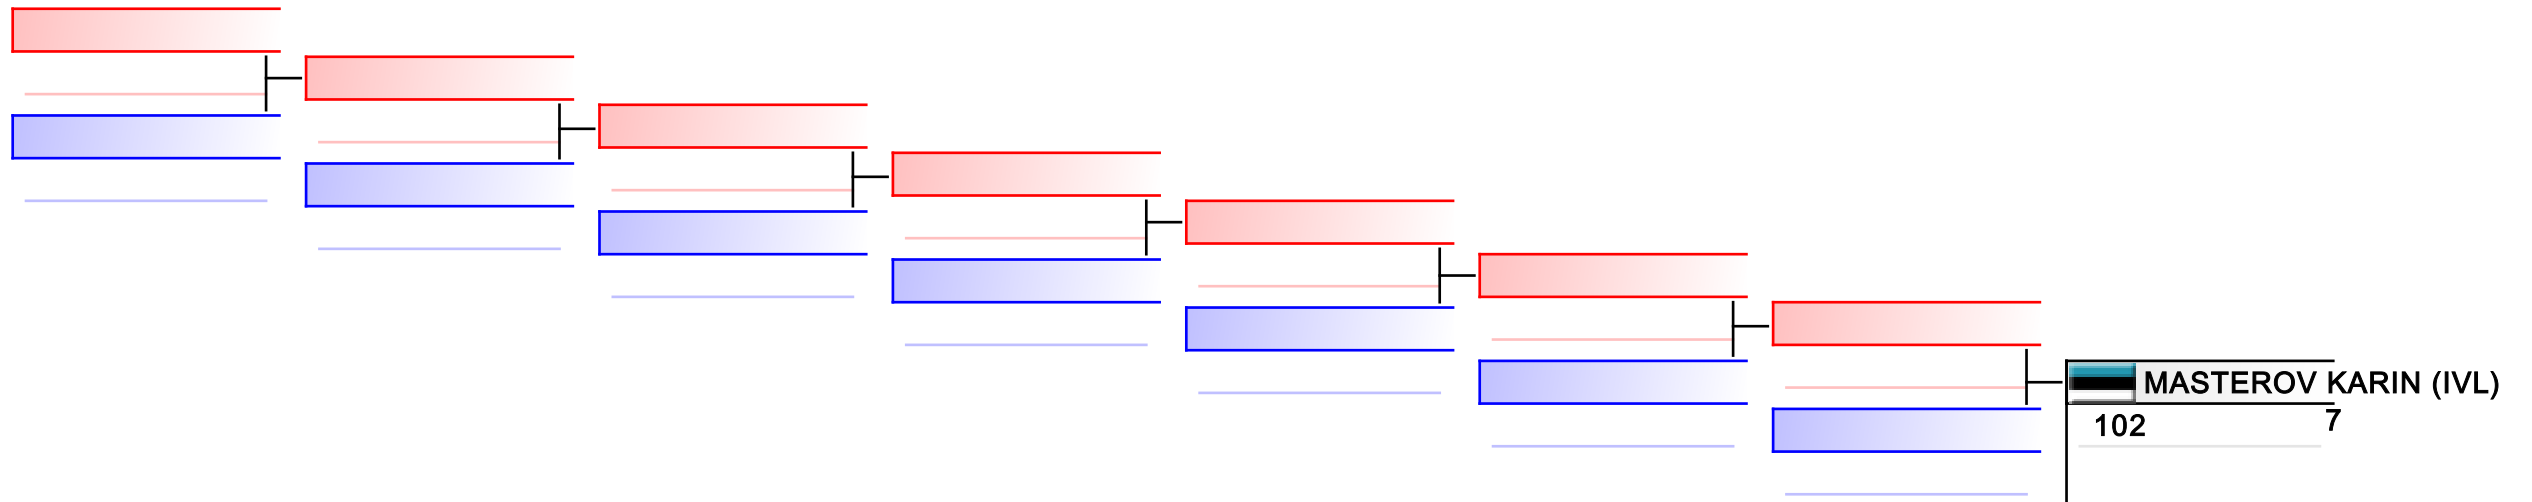 MASTEROV KARIN (IVL)
102 7